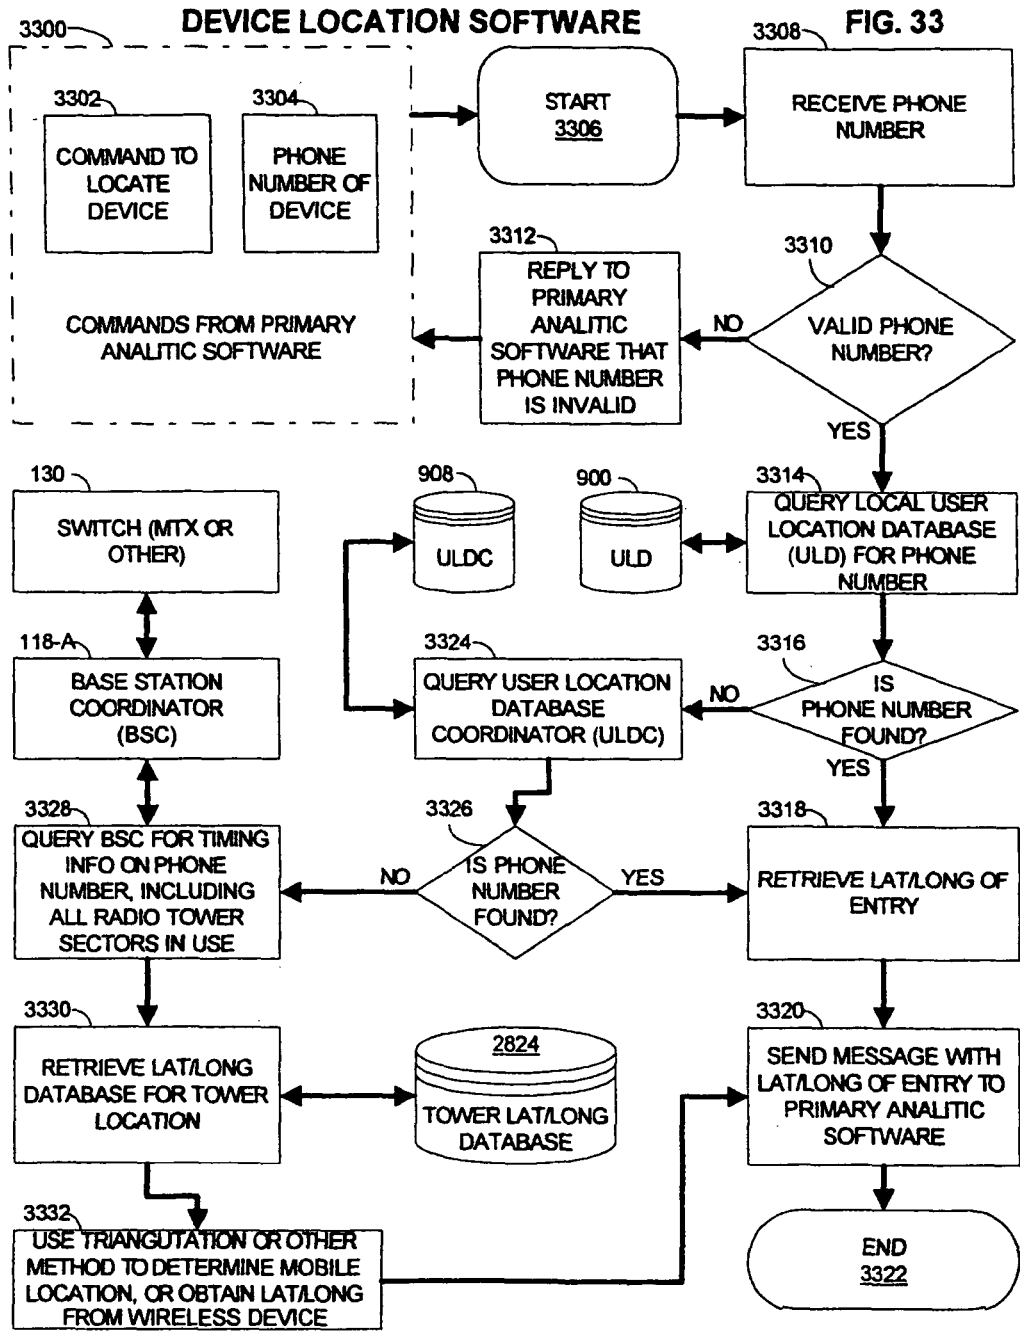 DEVICE LOCATION SOFTWARE
FIG. 33
3300
3302
COMMAND TO
LOCATE
DEVICE
3304
PHONE
NUMBER OF
DEVICE
COMMANDS FROM PRIMARY
ANALITIC SOFTWARE
START
3306
3308
RECEIVE PHONE
NUMBER
3310
VALID PHONE
NUMBER?
NO
YES
3312
REPLY TO
PRIMARY
ANALITIC
SOFTWARE THAT
PHONE NUMBER
IS INVALID
130
SWITCH (MTX OR
OTHER)
908
ULDC
900
ULD
3314
QUERY LOCAL USER
LOCATION DATABASE
(ULD) FOR PHONE
NUMBER
118-A
BASE STATION
COORDINATOR
(BSC)
3324
QUERY USER LOCATION
DATABASE
COORDINATOR (ULDC)
NO
3316
IS
PHONE NUMBER
FOUND?
YES
3328
QUERY BSC FOR TIMING
INFO ON PHONE
NUMBER, INCLUDING
ALL RADIO TOWER
SECTORS IN USE
NO
3326
IS PHONE
NUMBER
FOUND?
YES
3318
RETRIEVE LAT/LONG OF
ENTRY
3330
RETRIEVE LAT/LONG
DATABASE FOR TOWER
LOCATION
2824
TOWER LAT/LONG
DATABASE
3320
SEND MESSAGE WITH
LAT/LONG OF ENTRY TO
PRIMARY ANALITIC
SOFTWARE
3332
USE TRIANGUTATION OR OTHER
METHOD TO DETERMINE MOBILE
LOCATION, OR OBTAIN LAT/LONG
FROM WIRELESS DEVICE
END
3322